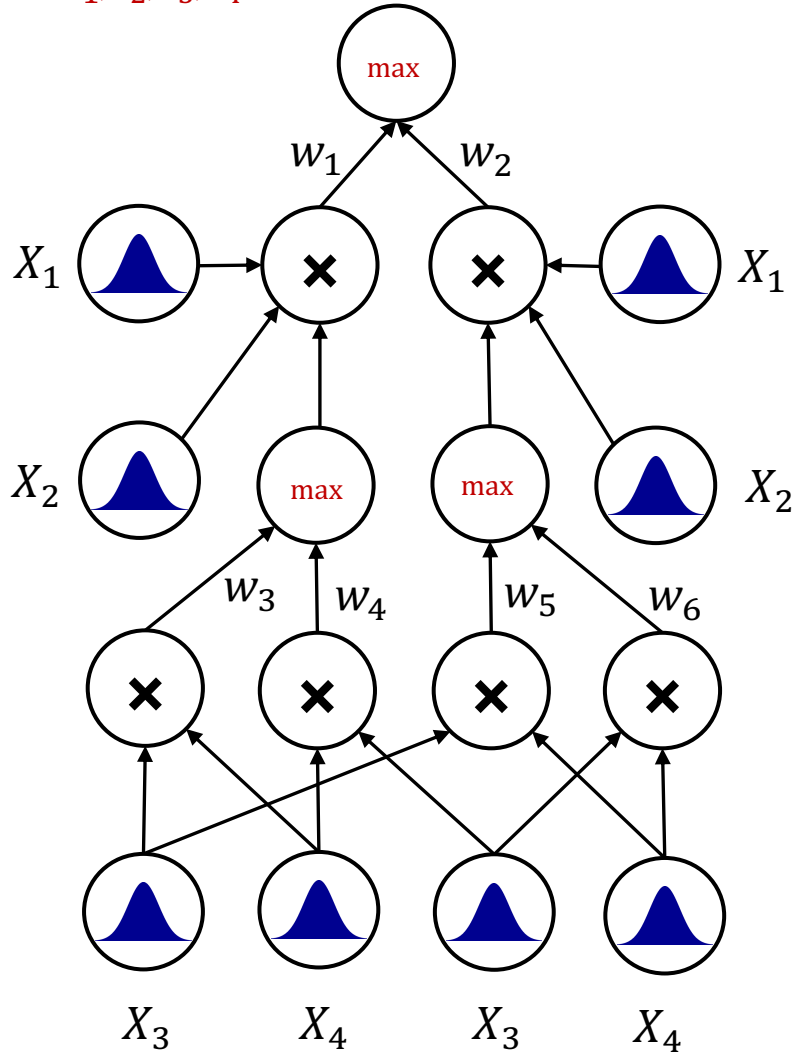 max
w₁ w₂
X₁ × × X₁
X₂ max max X₂
w₃ w₄ w₅ w₆
× × × ×
X₃ X₄ X₃ X₄